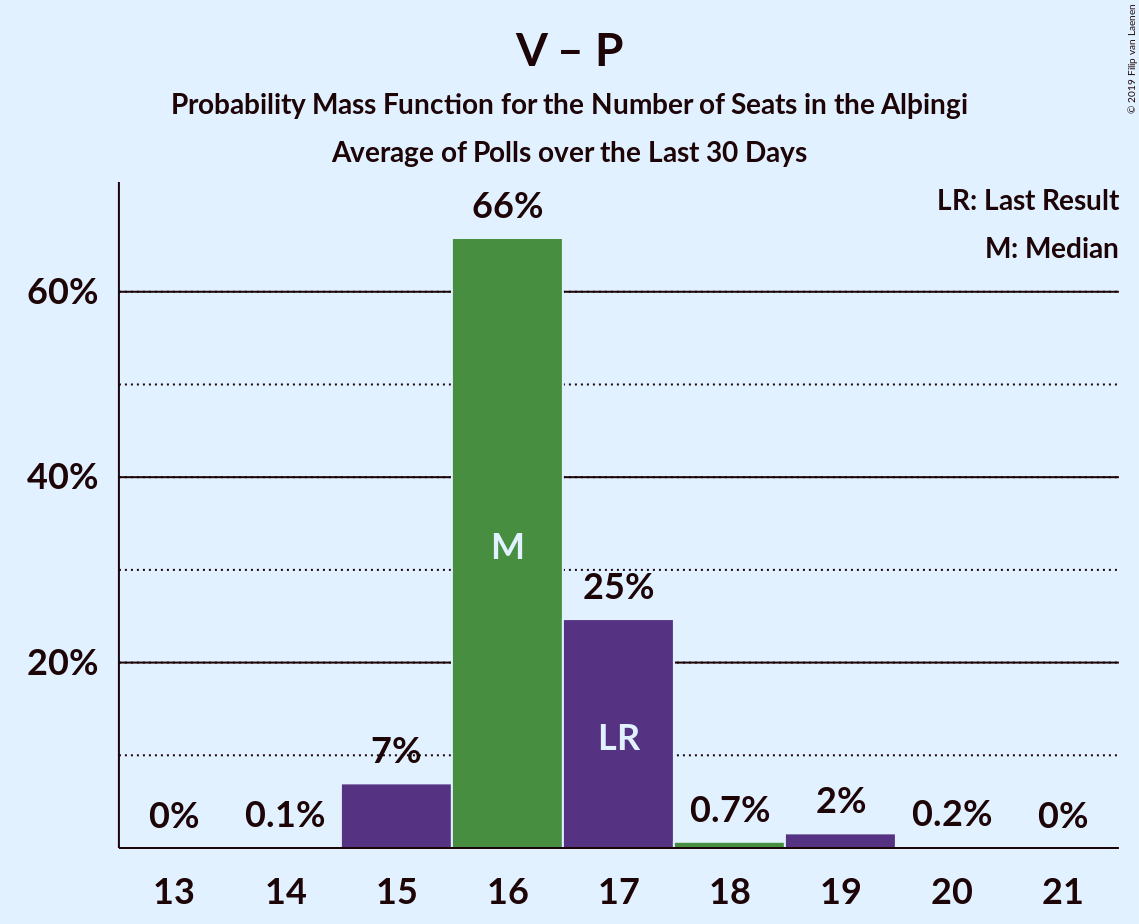 V – P
Probability Mass Function for the Number of Seats in the Alþingi
Average of Polls over the Last 30 Days
© 2019 Filip van Laenen
LR: Last Result
M: Median
60%
40%
20%
0%
0.1%
7%
66%
M
25%
LR
0.7%
2%
0.2%
0%
13 14 15 16 17 18 19 20 21